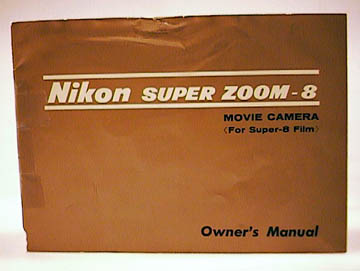 Nikon SUPER ZOOM-8
MOVIE CAMERA
(For Super-8 Film)
Owner's Manual